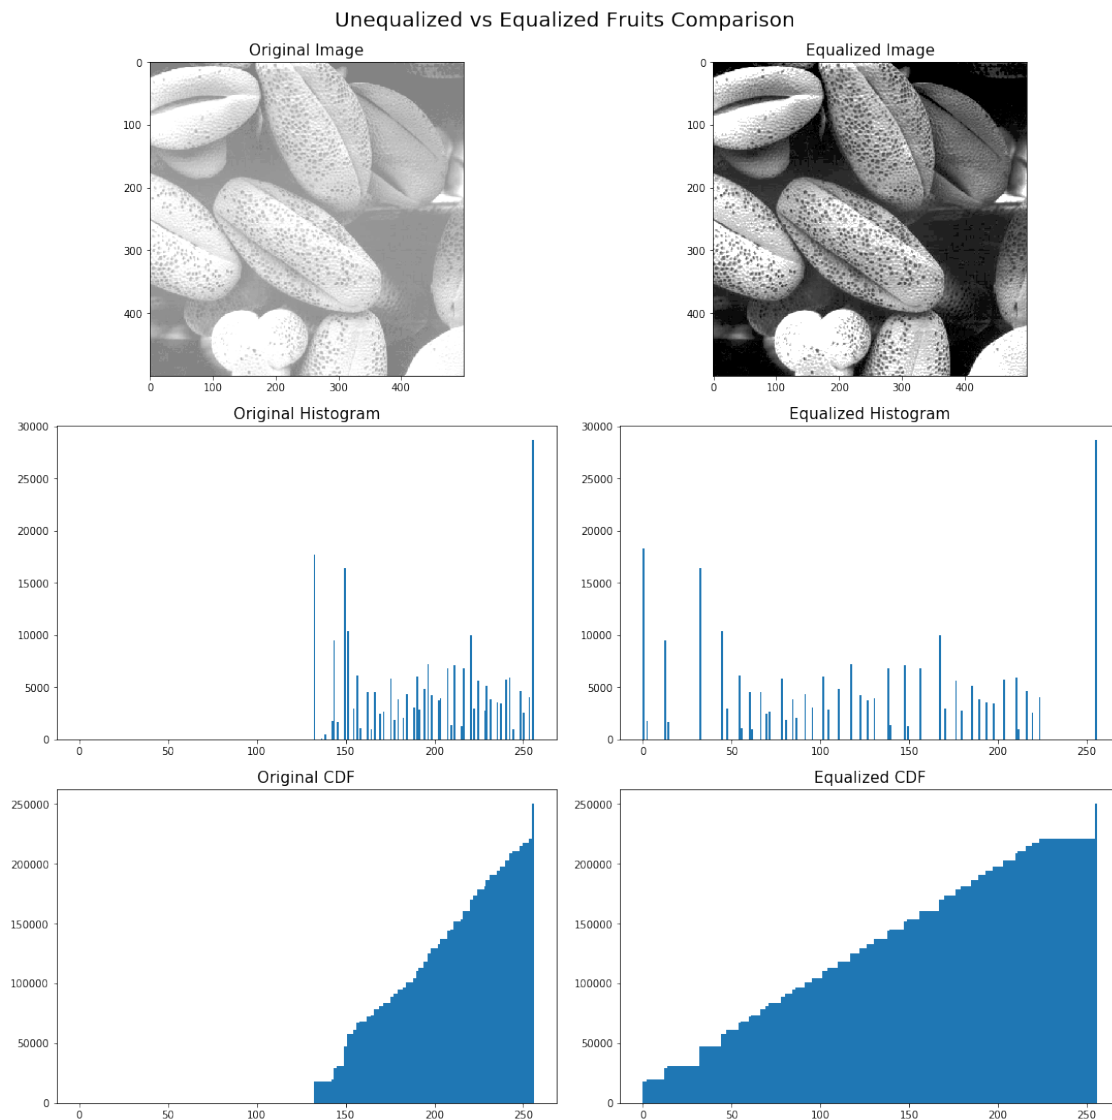 Unequalized vs Equalized Fruits Comparison
Original Image
Equalized Image
0
100
200
300
400
0 100 200 300 400
0
100
200
300
400
0 100 200 300 400
Original Histogram
Equalized Histogram
30000
25000
20000
15000
10000
5000
0
0 50 100 150 200 250
30000
25000
20000
15000
10000
5000
0
0 50 100 150 200 250
Original CDF
Equalized CDF
250000
200000
150000
100000
50000
0
0 50 100 150 200 250
250000
200000
150000
100000
50000
0
0 50 100 150 200 250